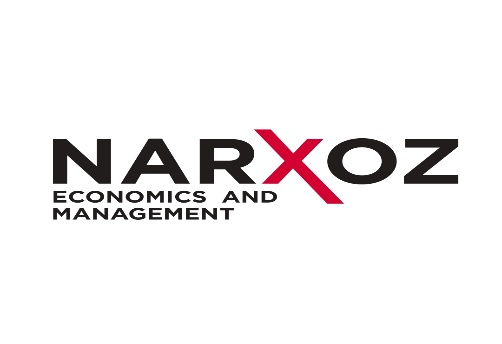 NARXOZ
ECONOMICS AND
MANAGEMENT